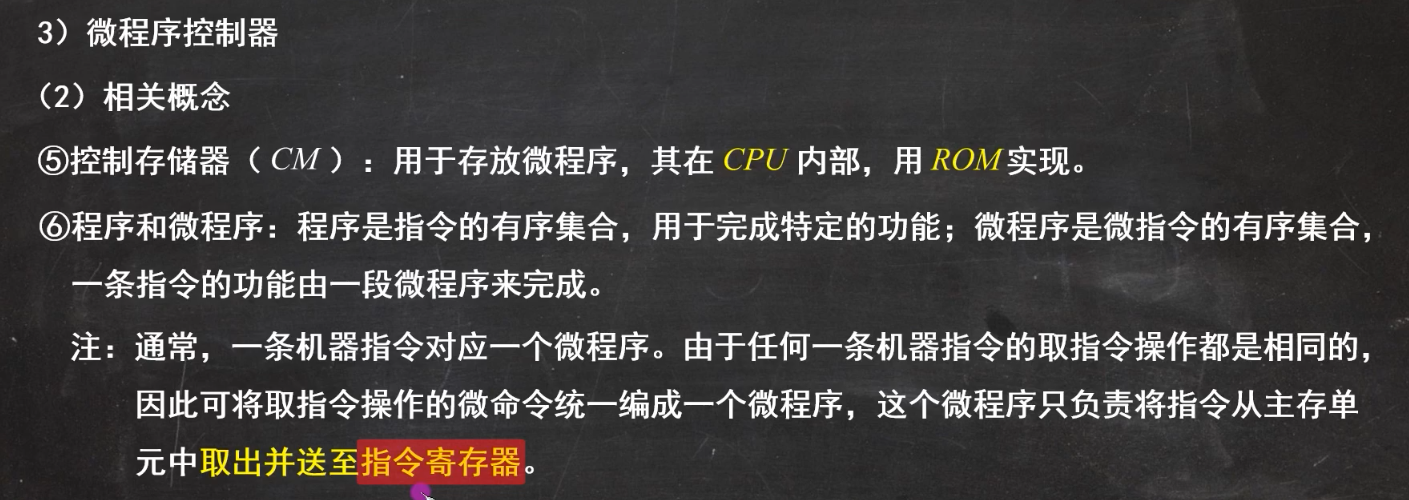 3）微程序控制器
（2）相关概念
⑤控制存储器（CM）：用于存放微程序，其在CPU内部，用ROM实现。
⑥程序和微程序：程序是指令的有序集合，用于完成特定的功能；微程序是微指令的有序集合，
一条指令的功能由一段微程序来完成。
注：通常，一条机器指令对应一个微程序。由于任何一条机器指令的取指令操作都是相同的，
因此可将取指令操作的微命令统一编成一个微程序，这个微程序只负责将指令从主存单
元中取出并送至指令寄存器。